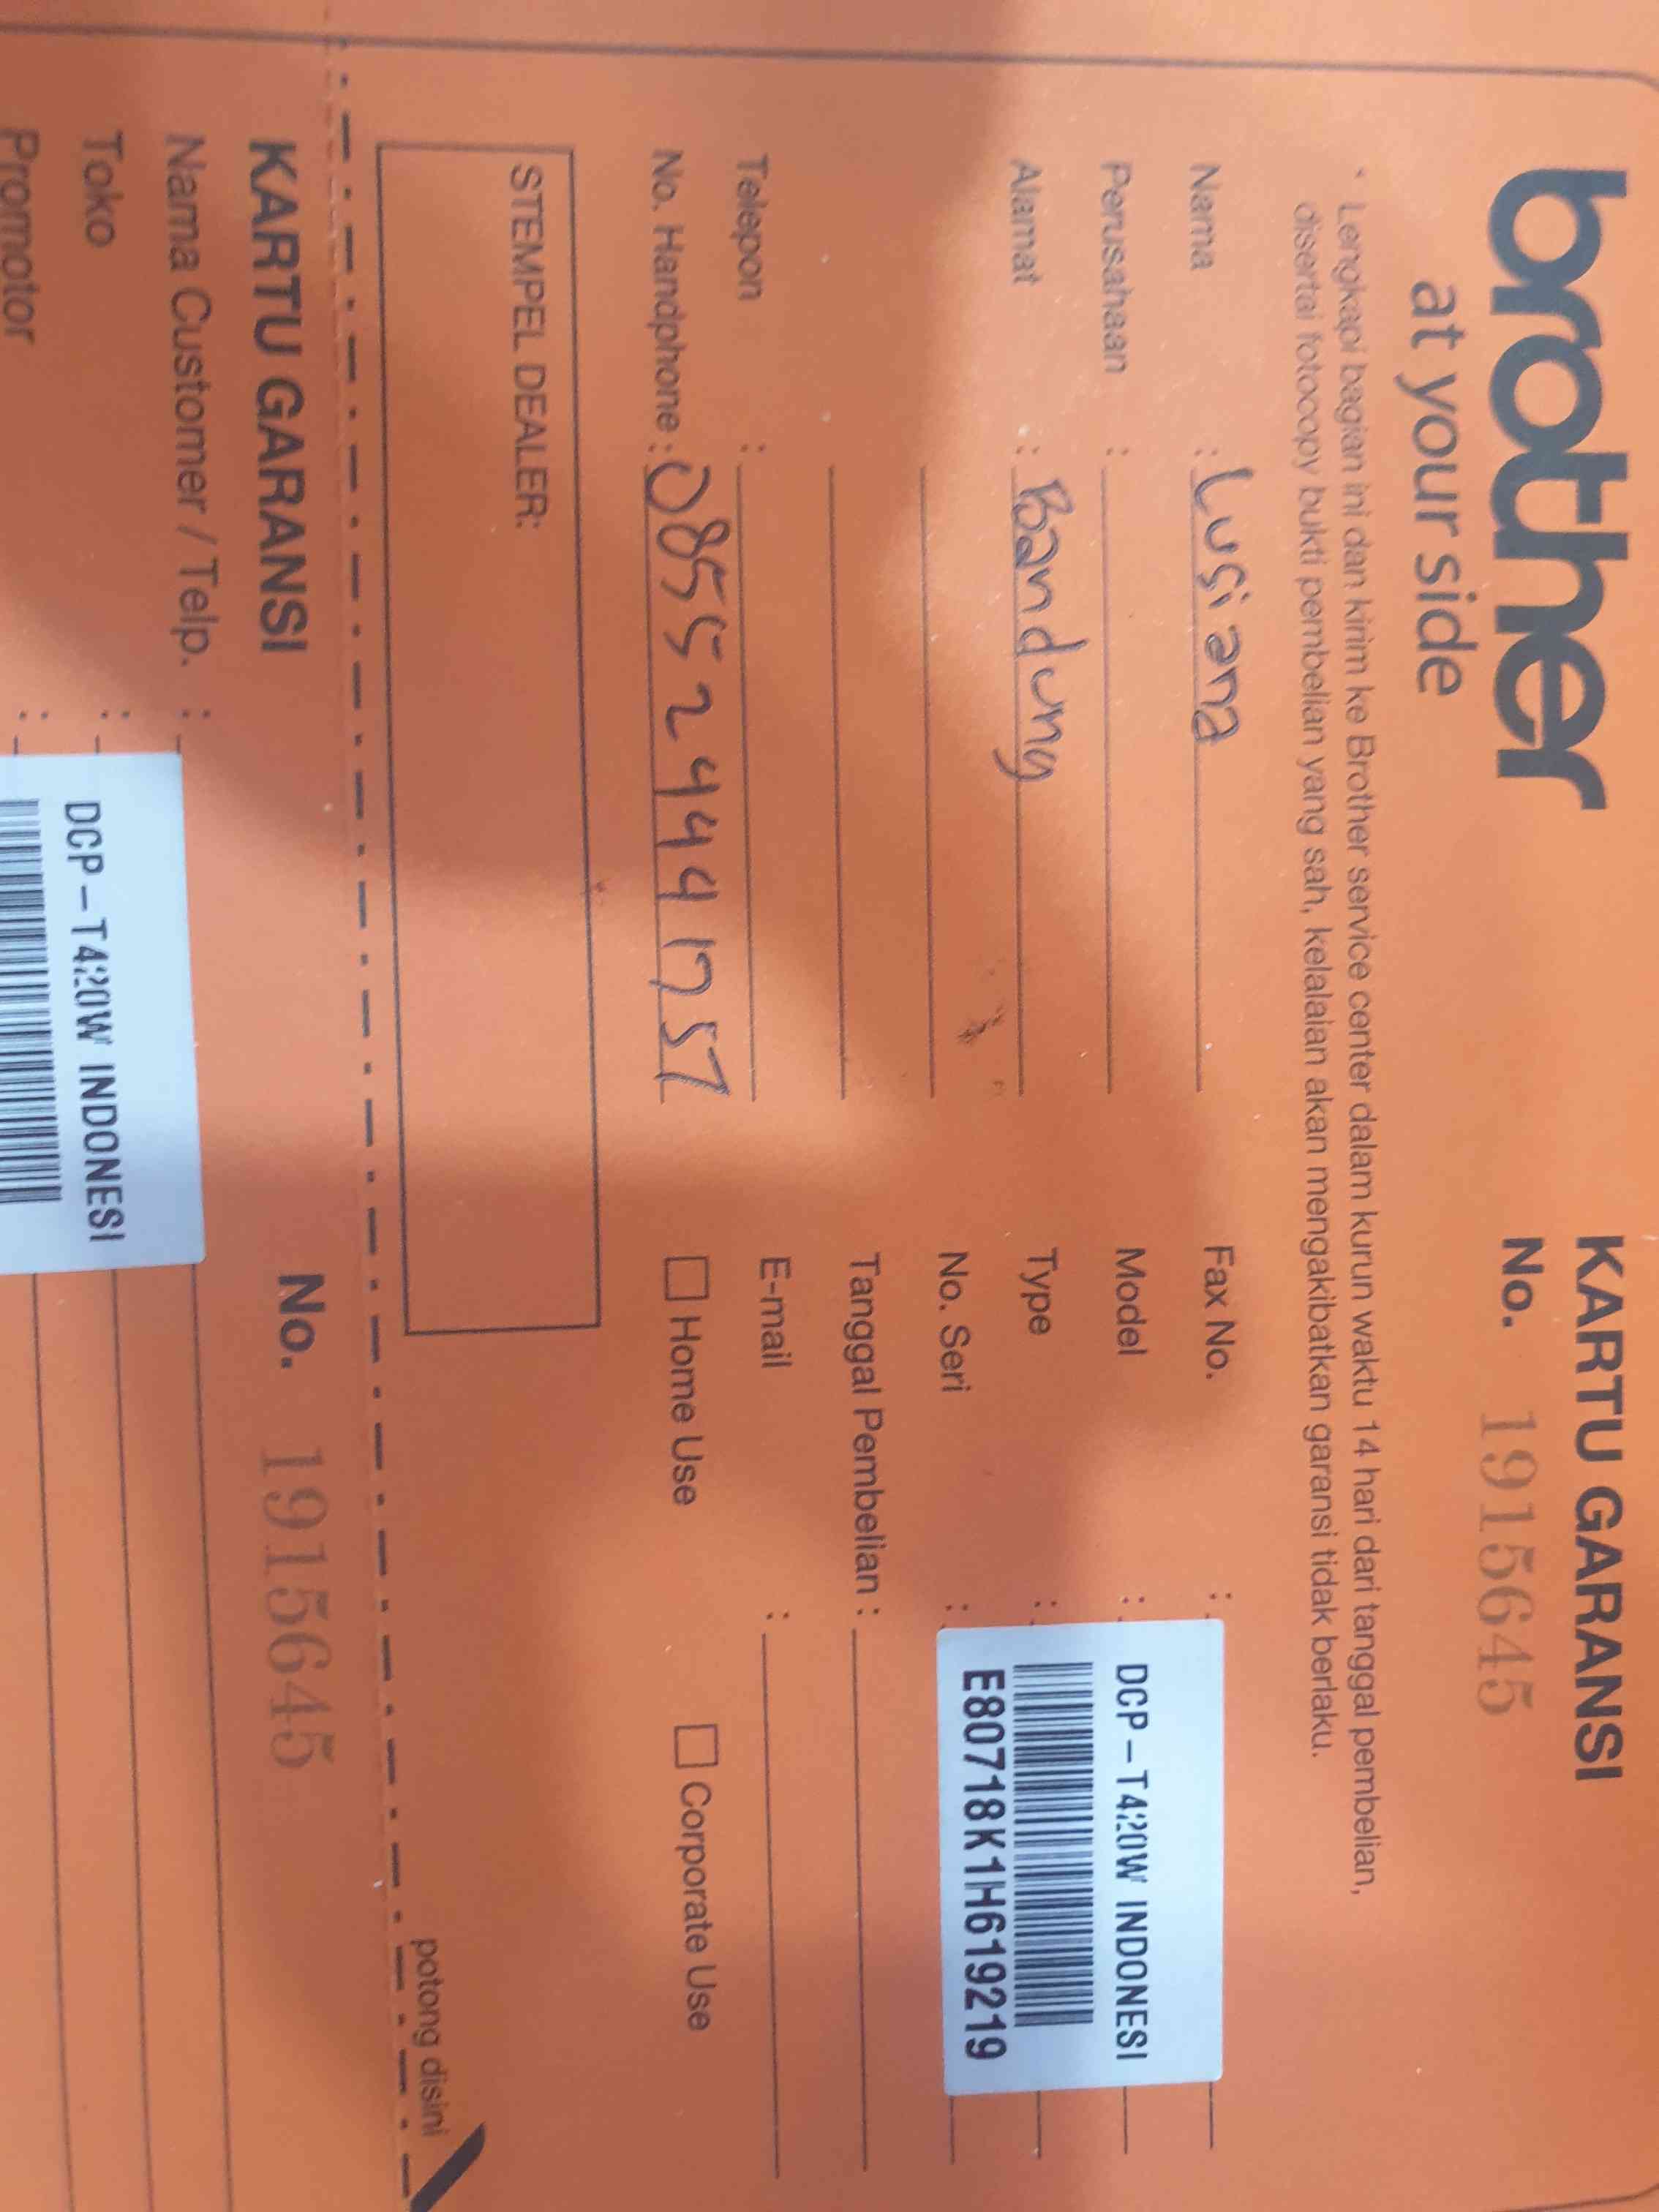 brother
at your side
KARTU GARANSI
No. 1915645
• Lengkapi bagian ini dan kirim ke Brother service center dalam kurun waktu 14 hari dari tanggal pembelian,
disertai fotocopy bukti pembelian yang sah, kelalaian akan mengakibatkan garansi tidak berlaku.
Nama : Lusiana
Perusahaan :
Alamat : Bandung
Telepon :
No. Handphone : 085524441757
Fax No. :
Model :
Type :
No. Seri :
DCP-T420W INDONESI
E80718K1H619219
Tanggal Pembelian :
E-mail :
Home Use
Corporate Use
STEMPEL DEALER:
potong disini
KARTU GARANSI
No. 1915645
Nama Customer / Telp. :
Toko :
Promotor :
DCP-T420W INDONESI